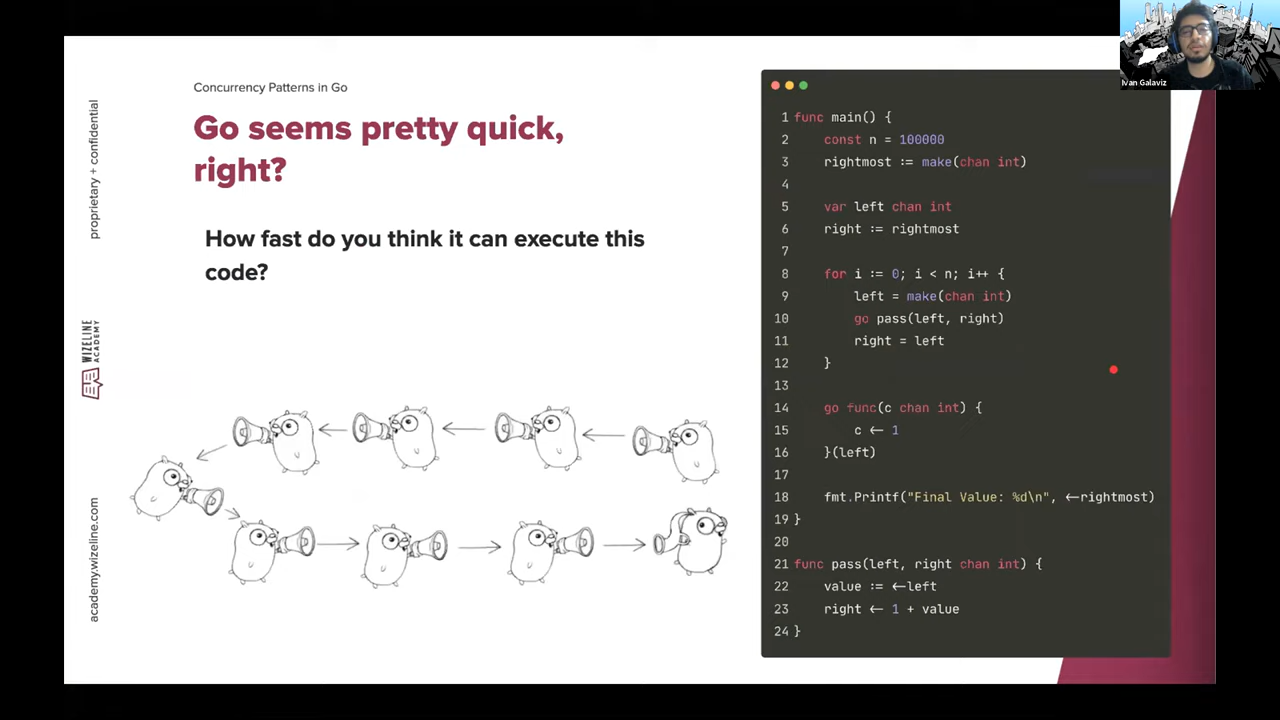 Concurrency Patterns in Go
Go seems pretty quick,
right?
How fast do you think it can execute this
code?
proprietary + confidential
WIZELINE
ACADEMY
academy.wizeline.com
1 func main() {
2 const n = 100000
3 rightmost := make(chan int)
4
5 var left chan int
6 right := rightmost
7
8 for i := 0; i < n; i++ {
9 left = make(chan int)
10 go pass(left, right)
11 right = left
12 }
13
14 go func(c chan int) {
15 c <- 1
16 }(left)
17
18 fmt.Printf("Final Value: %d\n", <-rightmost)
19 }
20
21 func pass(left, right chan int) {
22 value := <-left
23 right <- 1 + value
24 }
Ivan Galaviz